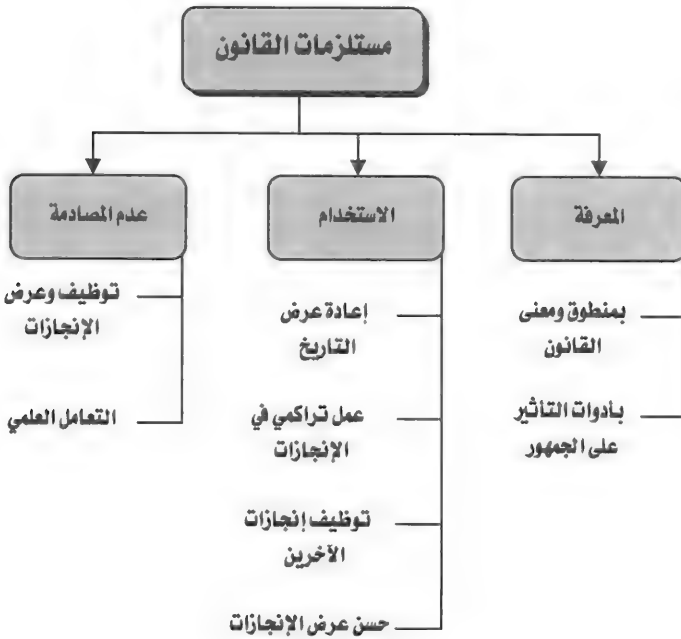 مستلزمات القانون
المعرفة
بمنطوق ومعنى
القانون
بأدوات التأثير
على الجمهور
الاستخدام
إعادة عرض
التاريخ
عمل تراكمي في
الإنجازات
توظيف إنجازات
الآخرين
حسن عرض الإنجازات
عدم المصادمة
توظيف وعرض
الإنجازات
التعامل العلمي